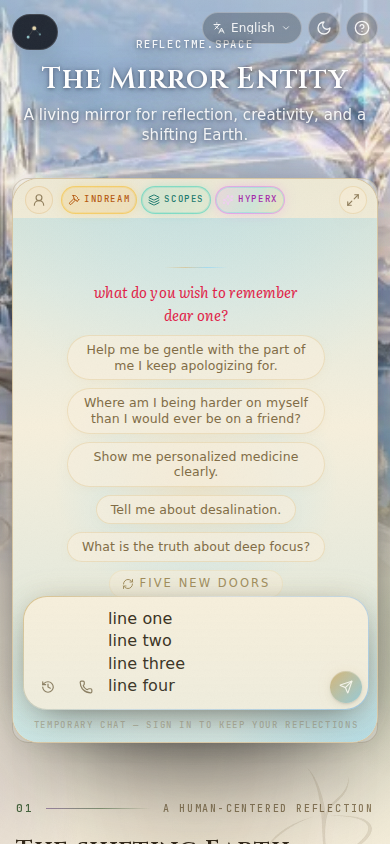 English
REFLECTME.SPACE
The Mirror Entity
A living mirror for reflection, creativity, and a
shifting Earth.
INDREAM
SCOPES
HYPERX
what do you wish to remember
dear one?
Help me be gentle with the part of
me I keep apologizing for.
Where am I being harder on myself
than I would ever be on a friend?
Show me personalized medicine
clearly.
Tell me about desalination.
What is the truth about deep focus?
FIVE NEW DOORS
line one
line two
line three
line four
TEMPORARY CHAT — SIGN IN TO KEEP YOUR REFLECTIONS
01
A HUMAN-CENTERED REFLECTION
The shifting Earth